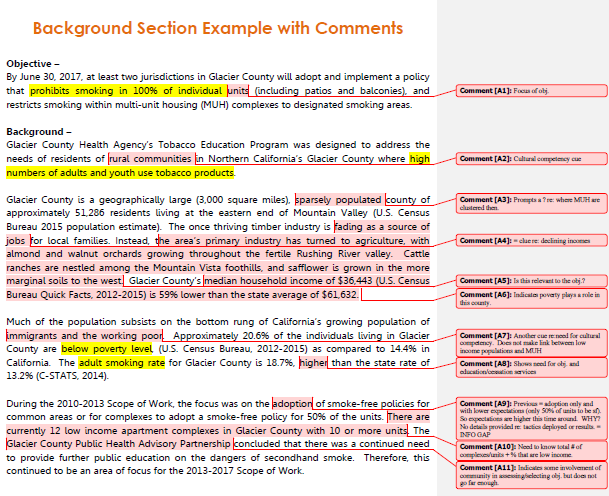 Background Section Example with Comments
Objective –
By June 30, 2017, at least two jurisdictions in Glacier County will adopt and implement a policy
that prohibits smoking in 100% of individual units (including patios and balconies), and
restricts smoking within multi-unit housing (MUH) complexes to designated smoking areas.
Background –
Glacier County Health Agency's Tobacco Education Program was designed to address the
needs of residents of rural communities in Northern California's Glacier County where high
numbers of adults and youth use tobacco products.
Glacier County is a geographically large (3,000 square miles), sparsely populated county of
approximately 51,286 residents living at the eastern end of Mountain Valley (U.S. Census
Bureau 2015 population estimate). The once thriving timber industry is fading as a source of
jobs for local families. Instead, the area's primary industry has turned to agriculture, with
almond and walnut orchards growing throughout the fertile Rushing River valley. Cattle
ranches are nestled among the Mountain Vista foothills, and safflower is grown in the more
marginal soils to the west. Glacier County's median household income of $36,443 (U.S. Census
Bureau Quick Facts, 2012-2015) is 59% lower than the state average of $61,632.
Much of the population subsists on the bottom rung of California's growing population of
immigrants and the working poor. Approximately 20.6% of the individuals living in Glacier
County are below poverty level, (U.S. Census Bureau, 2012-2015) as compared to 14.4% in
California. The adult smoking rate for Glacier County is 18.7%, higher than the state rate of
13.2% (C-STATS, 2014).
During the 2010-2013 Scope of Work, the focus was on the adoption of smoke-free policies for
common areas or for complexes to adopt a smoke-free policy for 50% of the units. There are
currently 12 low income apartment complexes in Glacier County with 10 or more units. The
Glacier County Public Health Advisory Partnership concluded that there was a continued need
to provide further public education on the dangers of secondhand smoke. Therefore, this
continued to be an area of focus for the 2013-2017 Scope of Work.
Comment [A1]: Focus of obj.
Comment [A2]: Cultural competency cue
Comment [A3]: Prompts a ? re: where MUH are
clustered then.
Comment [A4]: = clue re: declining incomes
Comment [A5]: Is this relevant to the obj.?
Comment [A6]: Indicates poverty plays a role in
this county.
Comment [A7]: Another cue re:need for cultural
competency. Does not make link between low
income populations and MUH
Comment [A8]: Shows need for obj. and
education/cessation services
Comment [A9]: Previous = adoption only and
with lower expectations (only 50% of units to be sf).
So expectations are higher this time around. WHY?
No details provided re: tactics deployed or results. =
INFO GAP
Comment [A10]: Need to know total # of
complexes/units + % that are low income.
Comment [A11]: Indicates some involvement of
community in assessing/selecting obj. but does not
go far enough.